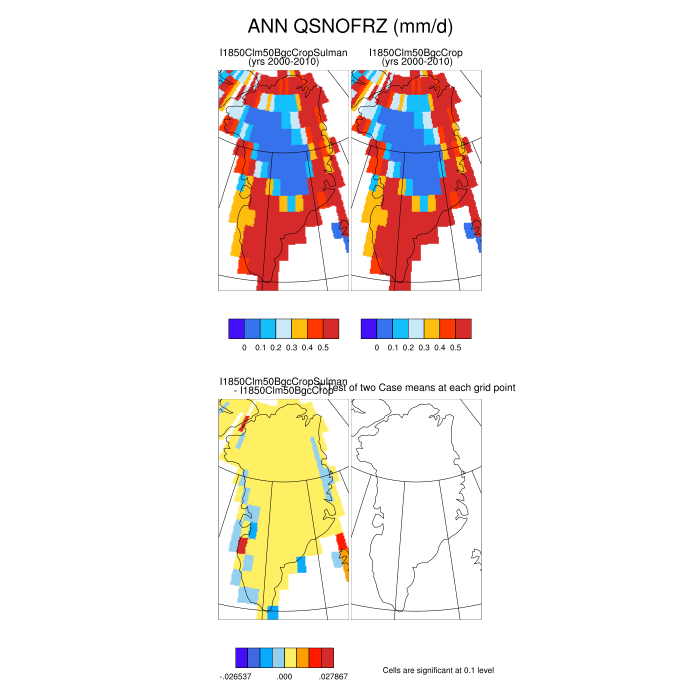 ANN QSNOFRZ (mm/d)
I1850Clm50BgcCropSulman
(yrs 2000-2010)
I1850Clm50BgcCrop
(yrs 2000-2010)
0 0.1 0.2 0.3 0.4 0.5
0 0.1 0.2 0.3 0.4 0.5
I1850Clm50BgcCropSulman
- I1850Clm50BgcCrop
Test of two Case means at each grid point
-.026537 .000 .027867
Cells are significant at 0.1 level